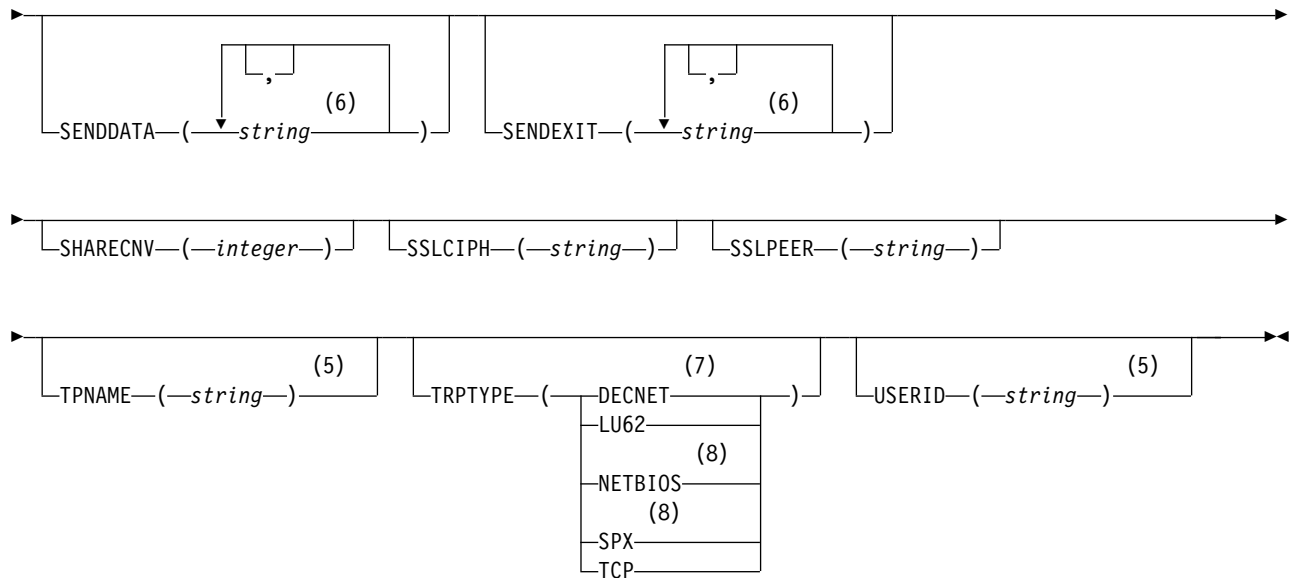 , ,
(6) (6)
SENDDATA ( string ) SENDEXIT ( string )
SHARECNV ( integer ) SSLCIPH ( string ) SSLPEER ( string )
(5) (7) (5)
TPNAME ( string ) TRPTYPE ( DECNET ) USERID ( string )
LU62
(8)
NETBIOS
(8)
SPX
TCP